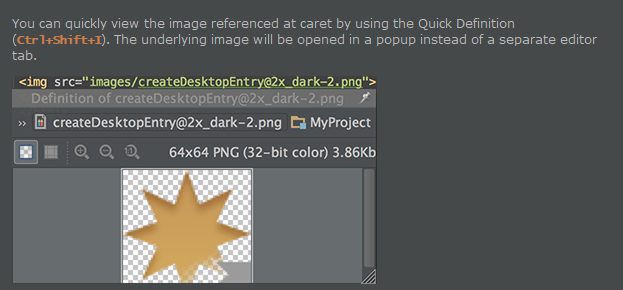 You can quickly view the image referenced at caret by using the Quick Definition
(Ctrl+Shift+I). The underlying image will be opened in a popup instead of a separate editor
tab.
<img src="images/createDesktopEntry@2x_dark-2.png">
Definition of createDesktopEntry@2x_dark-2.png
›› createDesktopEntry@2x_dark-2.png MyProject
64x64 PNG (32-bit color) 3.86Kb